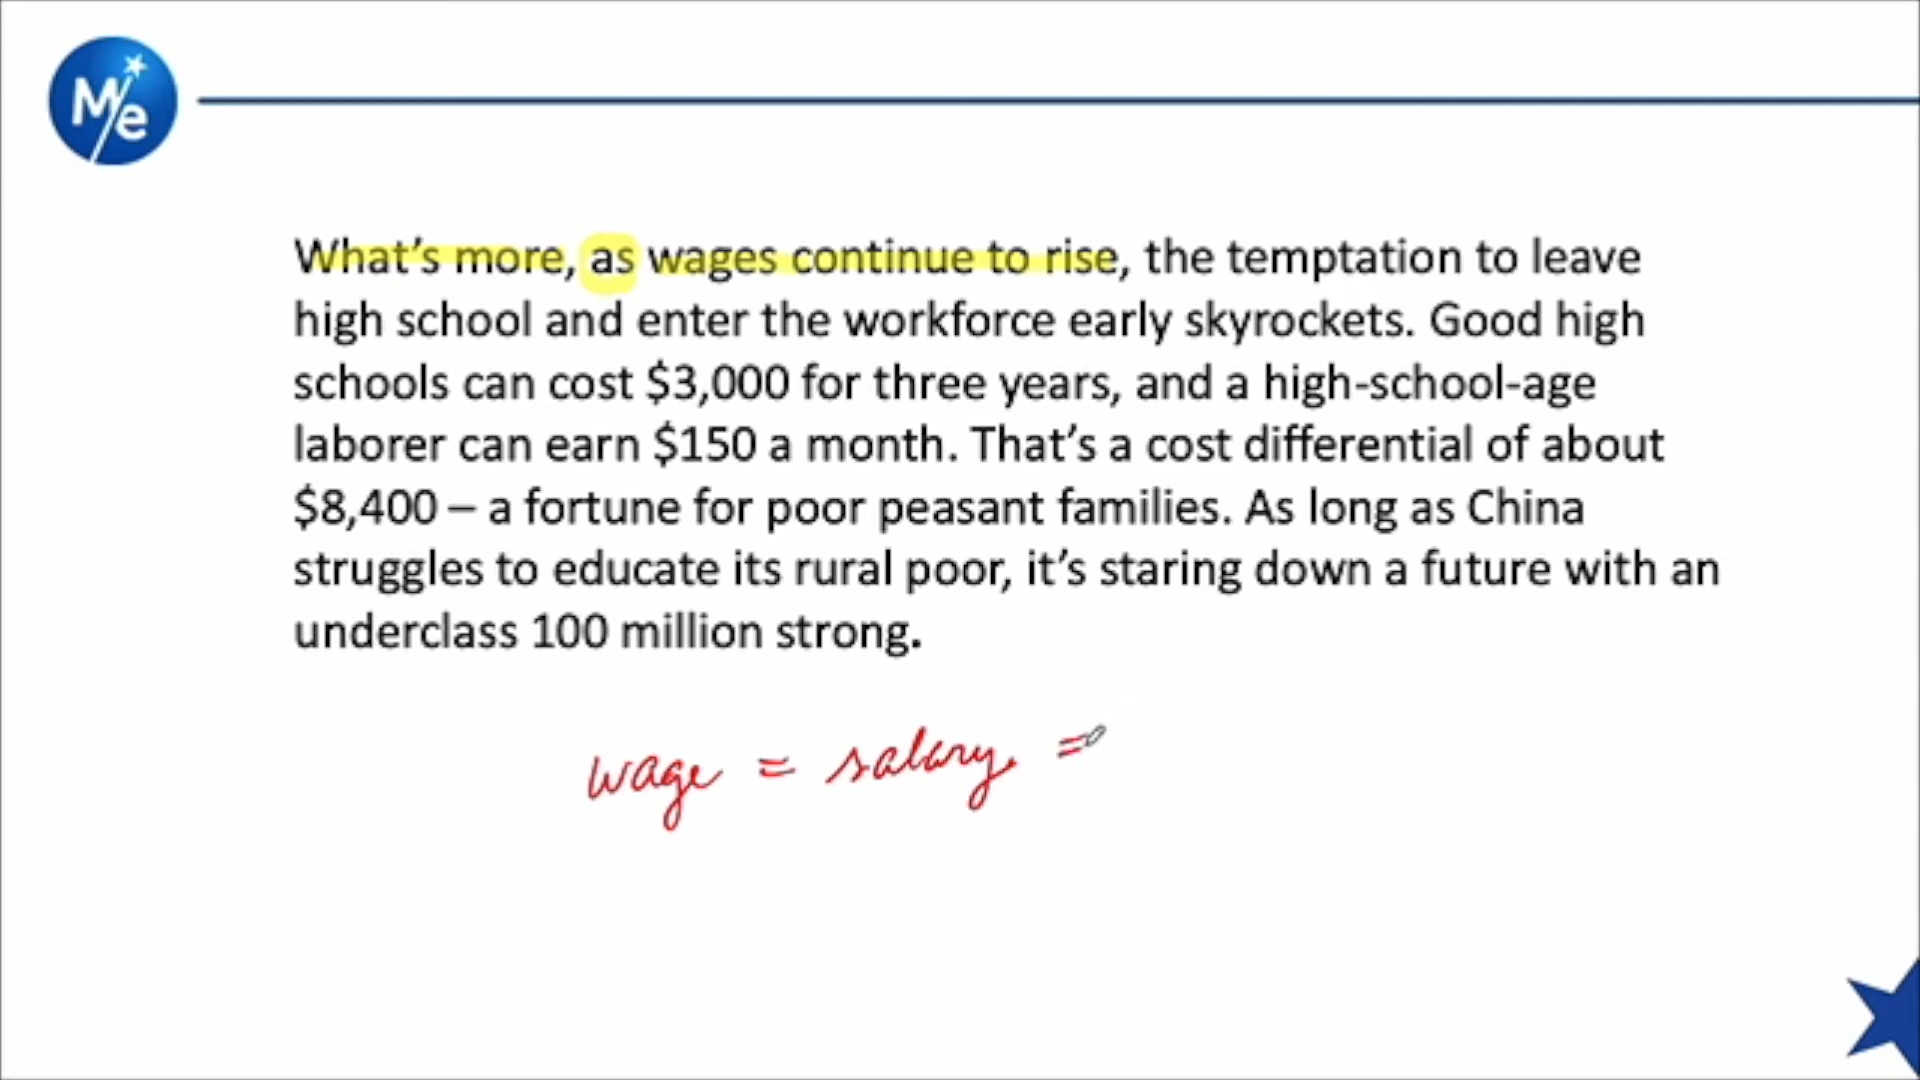 Me
What's more, as wages continue to rise, the temptation to leave
high school and enter the workforce early skyrockets. Good high
schools can cost $3,000 for three years, and a high-school-age
laborer can earn $150 a month. That's a cost differential of about
$8,400 – a fortune for poor peasant families. As long as China
struggles to educate its rural poor, it's staring down a future with an
underclass 100 million strong.
wage = salary =